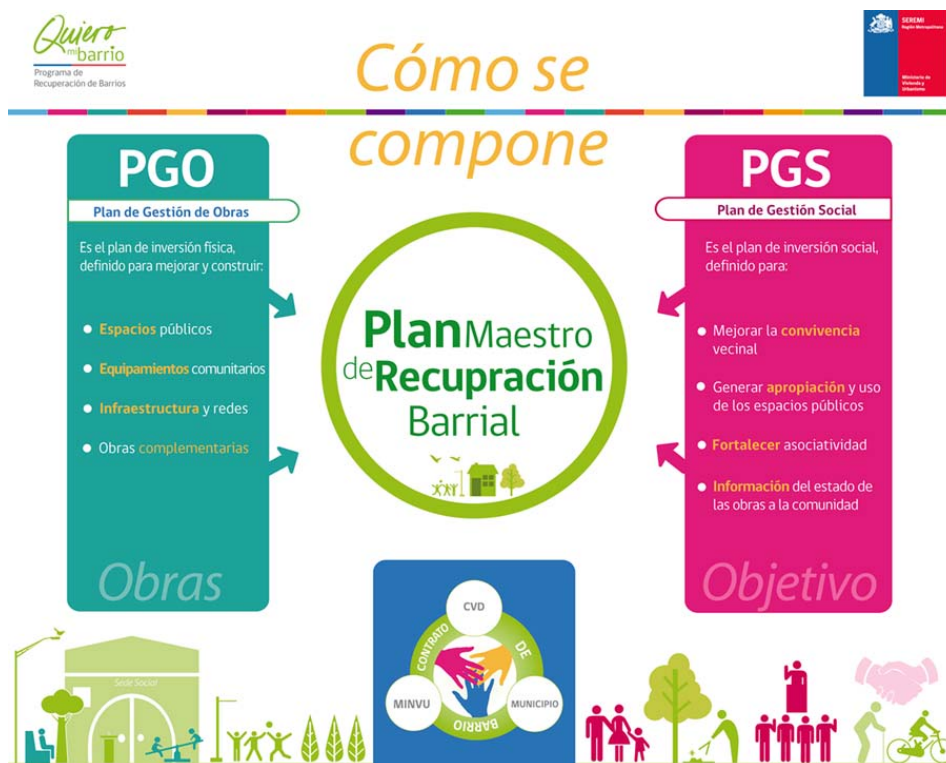 Quiero
mi barrio
Programa de
Recuperación de Barrios
Cómo se
compone
SEREMI
Región Metropolitana
Ministerio de
Vivienda y
Urbanismo
PGO
Plan de Gestión de Obras
Es el plan de inversión física,
definido para mejorar y construir:
Espacios públicos
Equipamientos comunitarios
Infraestructura y redes
Obras complementarias
Obras
Plan Maestro
de Recupración
Barrial
PGS
Plan de Gestión Social
Es el plan de inversión social,
definido para:
Mejorar la convivencia
vecinal
Generar apropiación y uso
de los espacios públicos
Fortalecer asociatividad
Información del estado de
las obras a la comunidad
Objetivo
Sede Social
CVD
CONTRATO DE BARRIO
MINVU
MUNICIPIO